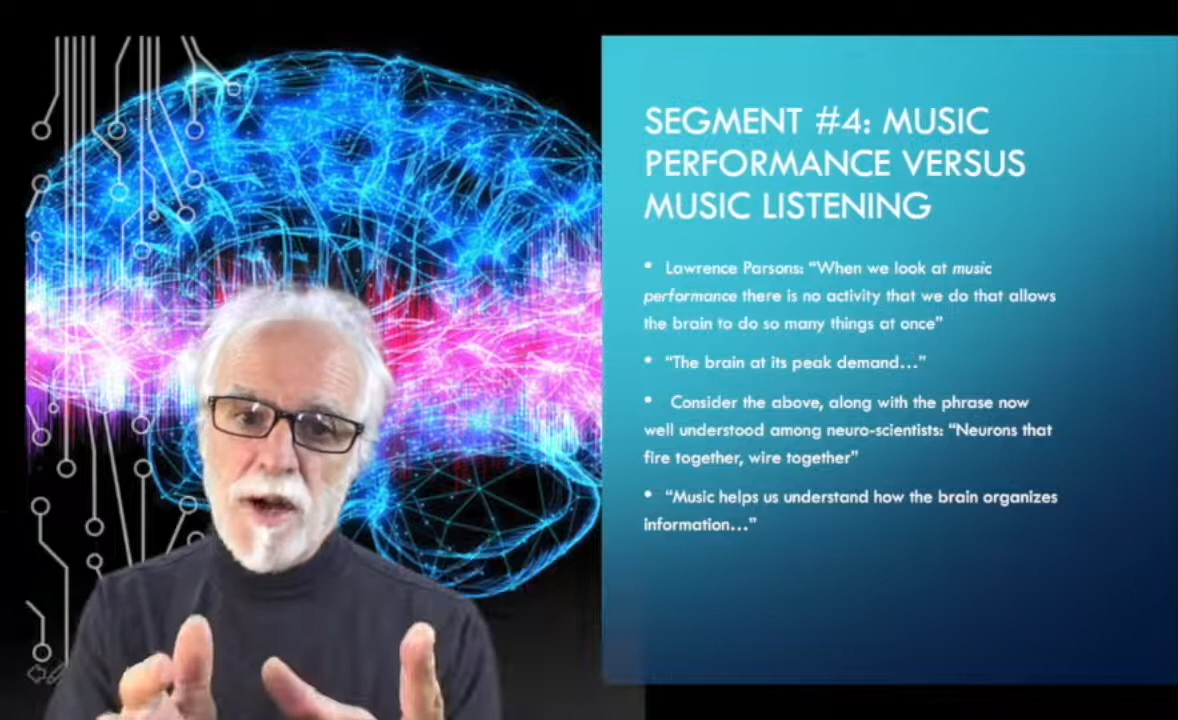 SEGMENT #4: MUSIC
PERFORMANCE VERSUS
MUSIC LISTENING
• Lawrence Parsons: “When we look at music
performance there is no activity that we do that allows
the brain to do so many things at once”
• “The brain at its peak demand…”
• Consider the above, along with the phrase now
well understood among neuro-scientists: “Neurons that
fire together, wire together”
• “Music helps us understand how the brain organizes
information…”